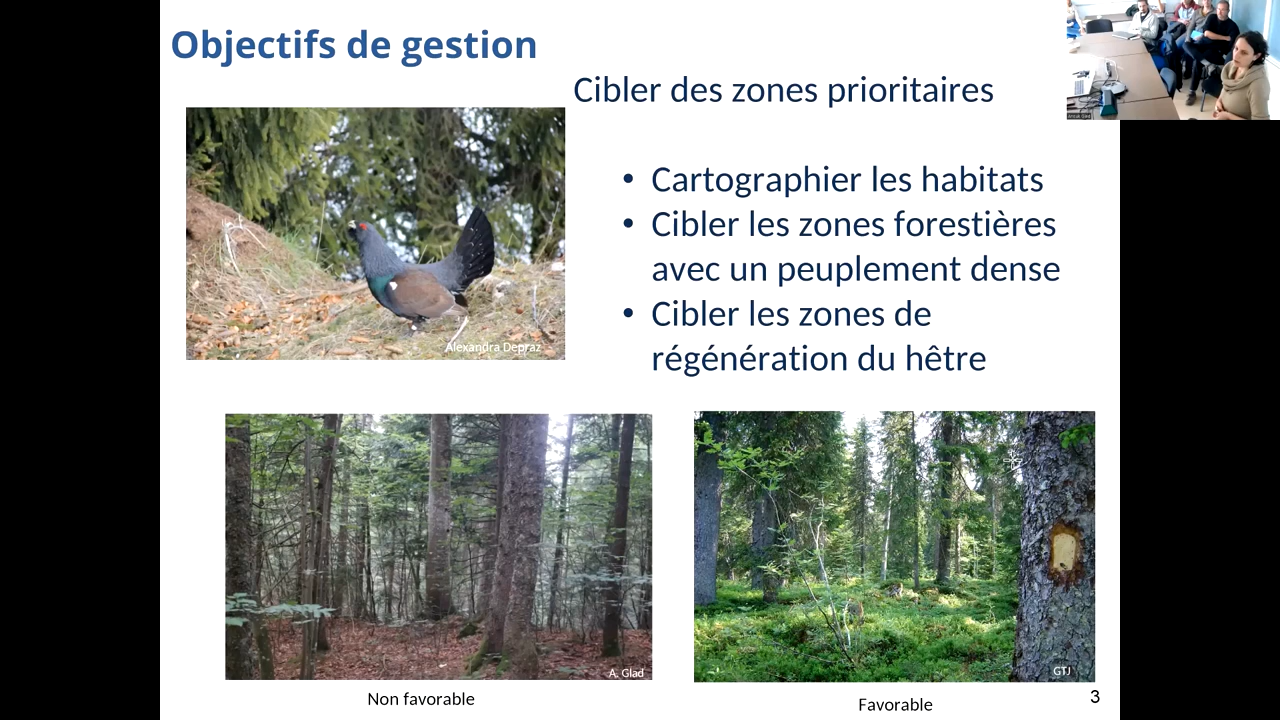 Objectifs de gestion
Cibler des zones prioritaires
• Cartographier les habitats
• Cibler les zones forestières
avec un peuplement dense
• Cibler les zones de
régénération du hêtre
Alexandra Depraz
A. Glad
GTJ
Non favorable
Favorable
3